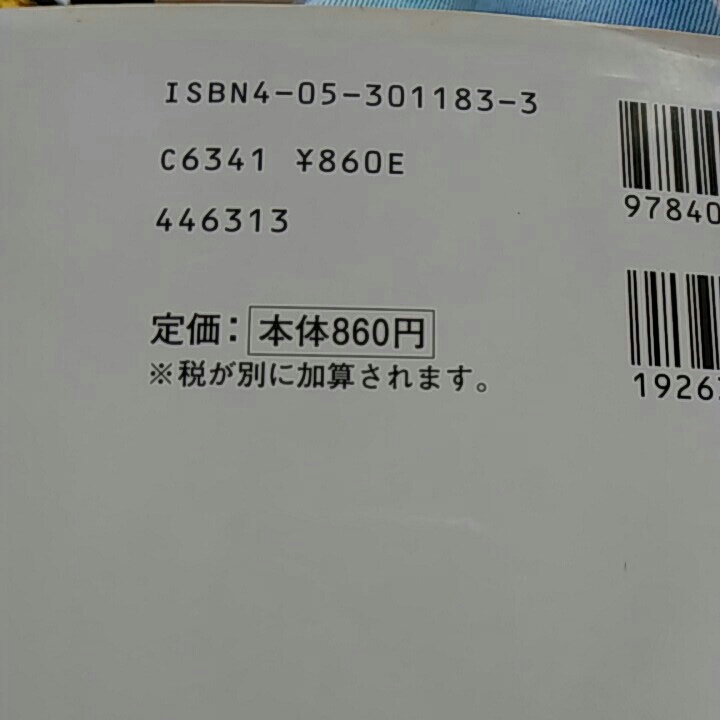 ISBN4-05-301183-3
C6341 ¥860E
446313
定価：本体860円
※税が別に加算されます。
97840
1926